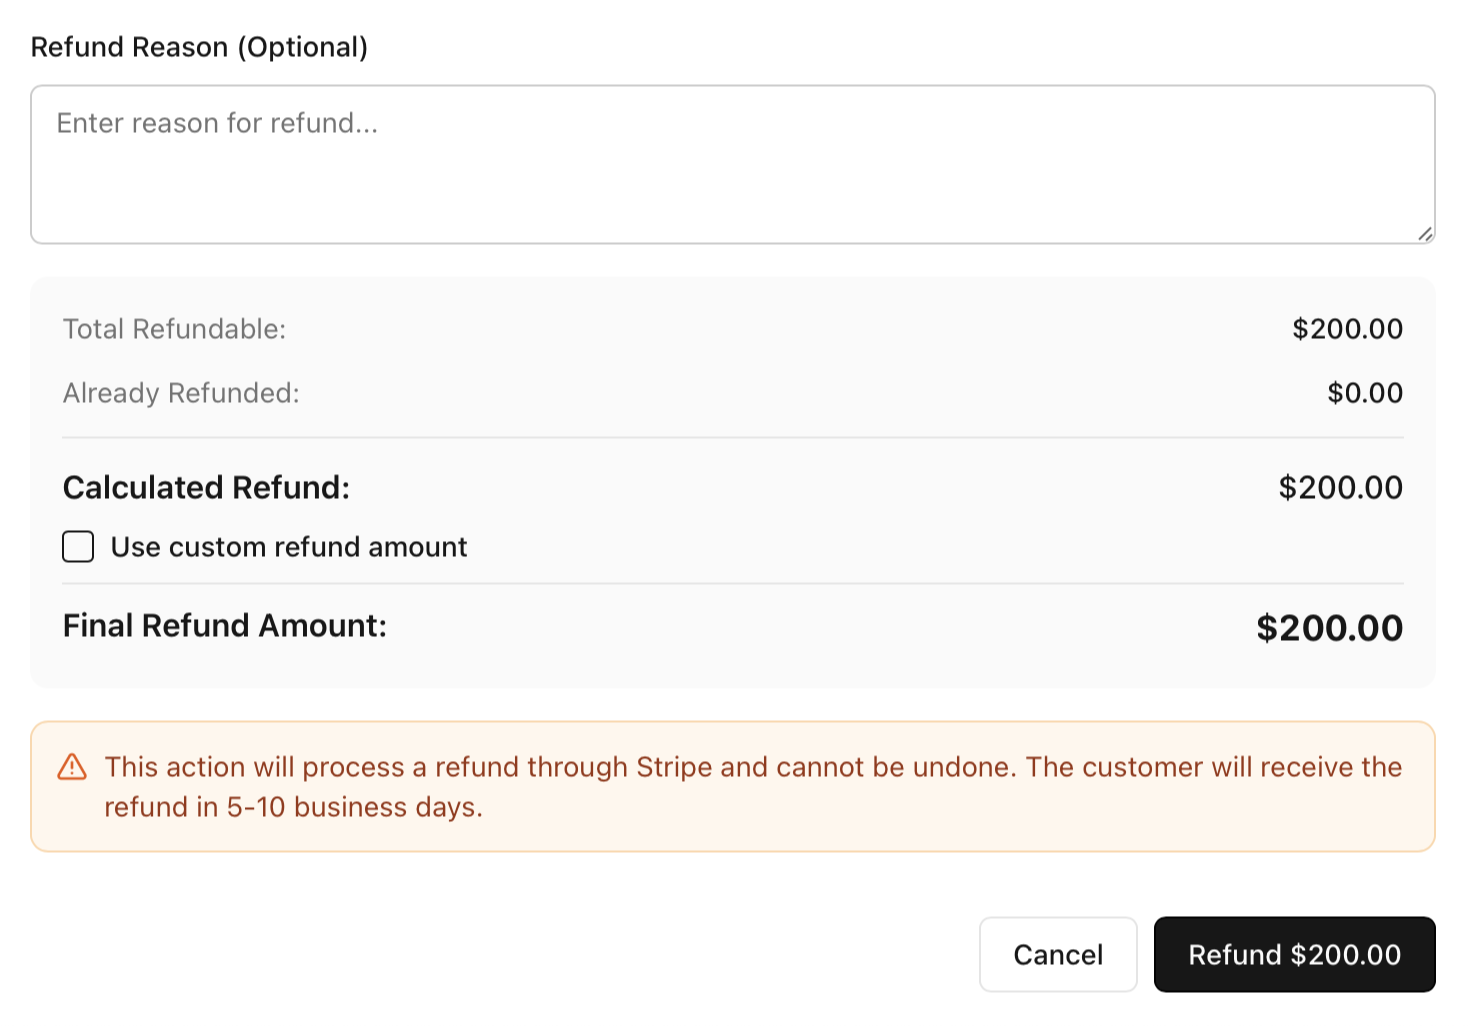 Refund Reason (Optional)
Enter reason for refund...
Total Refundable: $200.00
Already Refunded: $0.00
Calculated Refund: $200.00
Use custom refund amount
Final Refund Amount: $200.00
This action will process a refund through Stripe and cannot be undone. The customer will receive the
refund in 5-10 business days.
Cancel Refund $200.00